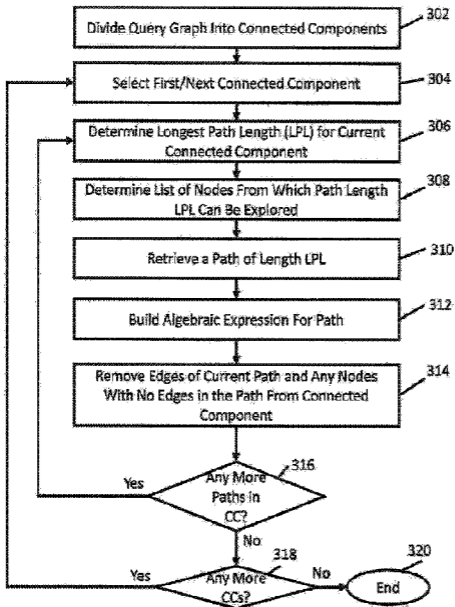 Divide Query Graph Into Connected Components
302
Select First/Next Connected Component
304
Determine Longest Path Length (LPL) for Current
Connected Component
306
Determine List of Nodes From Which Path Length
LPL Can Be Explored
308
Retrieve a Path of Length LPL
310
Build Algebraic Expression For Path
312
Remove Edges of Current Path and Any Nodes
With No Edges in the Path From Connected
Component
314
Any More
Paths in
CC?
316
Yes
No
Any More
CCs?
318
Yes
No
End
320